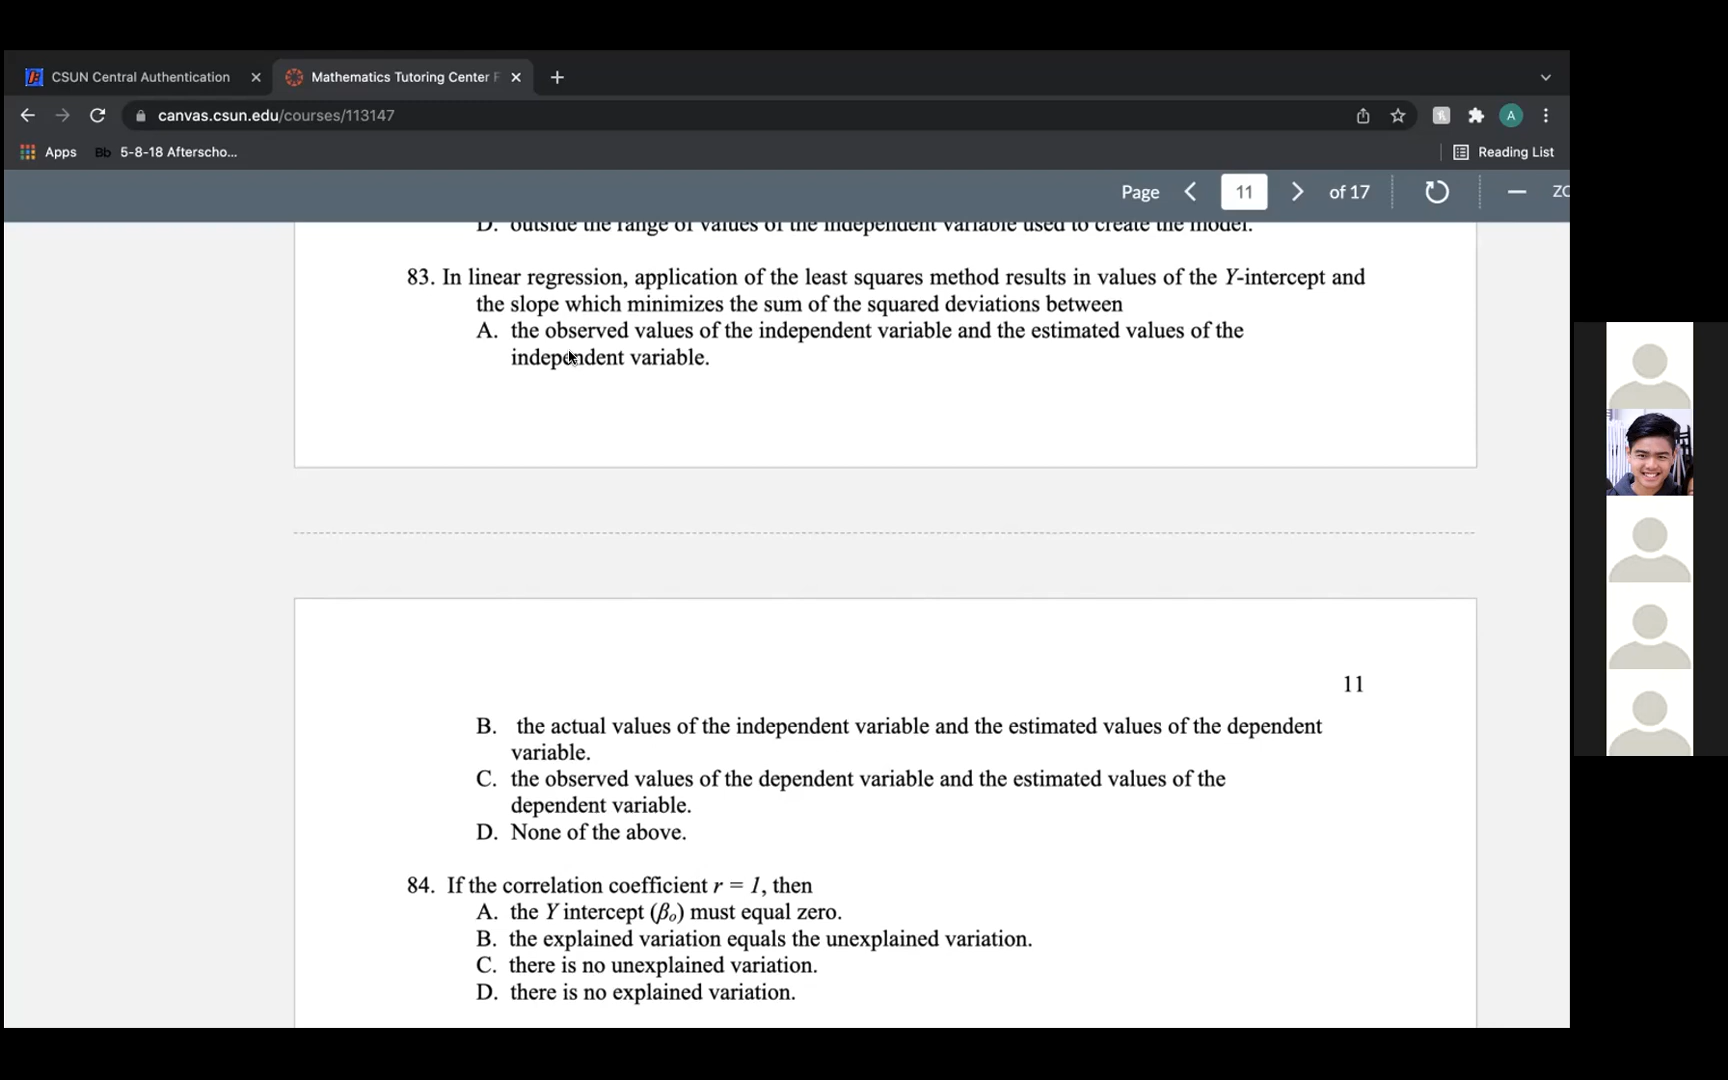 CSUN Central Authentication
Mathematics Tutoring Center F
canvas.csun.edu/courses/113147
A
Apps
Bb 5-8-18 Afterscho...
Reading List
Page 11 of 17
ZO
D. outside the range of values of the independent variable used to create the model.
83. In linear regression, application of the least squares method results in values of the Y-intercept and
the slope which minimizes the sum of the squared deviations between
A. the observed values of the independent variable and the estimated values of the
independent variable.
11
B. the actual values of the independent variable and the estimated values of the dependent
variable.
C. the observed values of the dependent variable and the estimated values of the
dependent variable.
D. None of the above.
84. If the correlation coefficient r = 1, then
A. the Y intercept (βₒ) must equal zero.
B. the explained variation equals the unexplained variation.
C. there is no unexplained variation.
D. there is no explained variation.